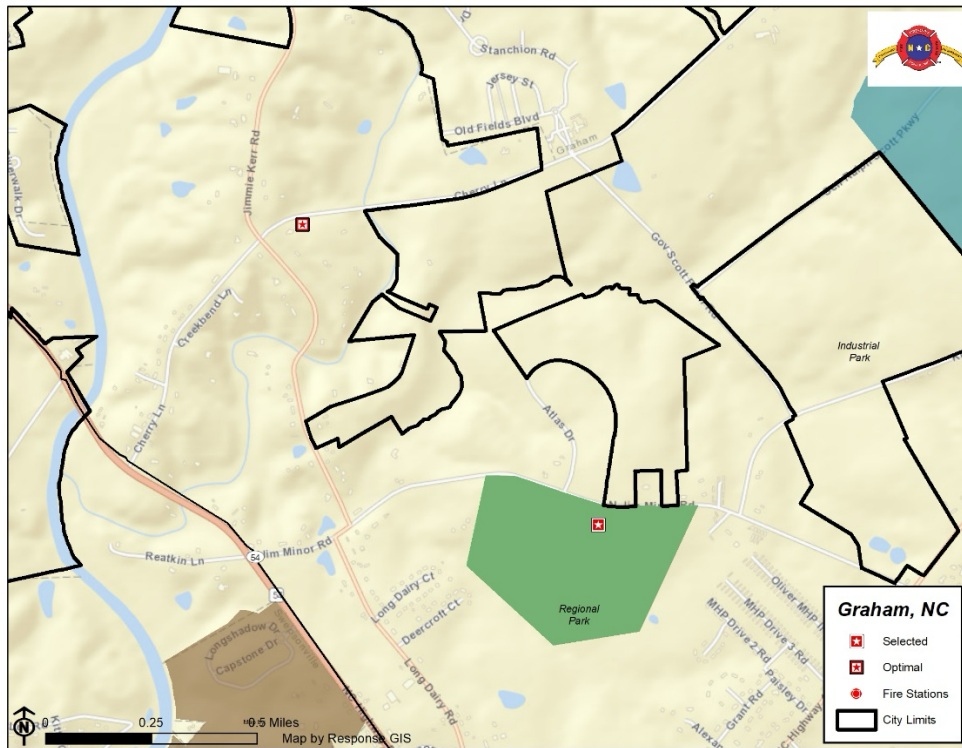 Stanchion Rd
Jersey St
Old Fields Blvd
Graham
N C
Jimmie Kerr Rd
Cherry Ln
Gov Scott
Creekbend Ln
Industrial
Park
Atlas Dr
Cherry Ln
Jim Minor Rd
54
Reatkin Ln
Long Dairy Ct
Deercroft Ct
Regional
Park
Oliver MHP
MHP Drive 3 Rd
MHP Drive 2 Rd
Paisley Dr
Grant Rd
Longshadow Dr
Capstone Dr
Swepsonville
Long Dairy Rd
Graham, NC
Selected
Optimal
Fire Stations
City Limits
N
0 0.25 0.5 Miles
Map by Response GIS